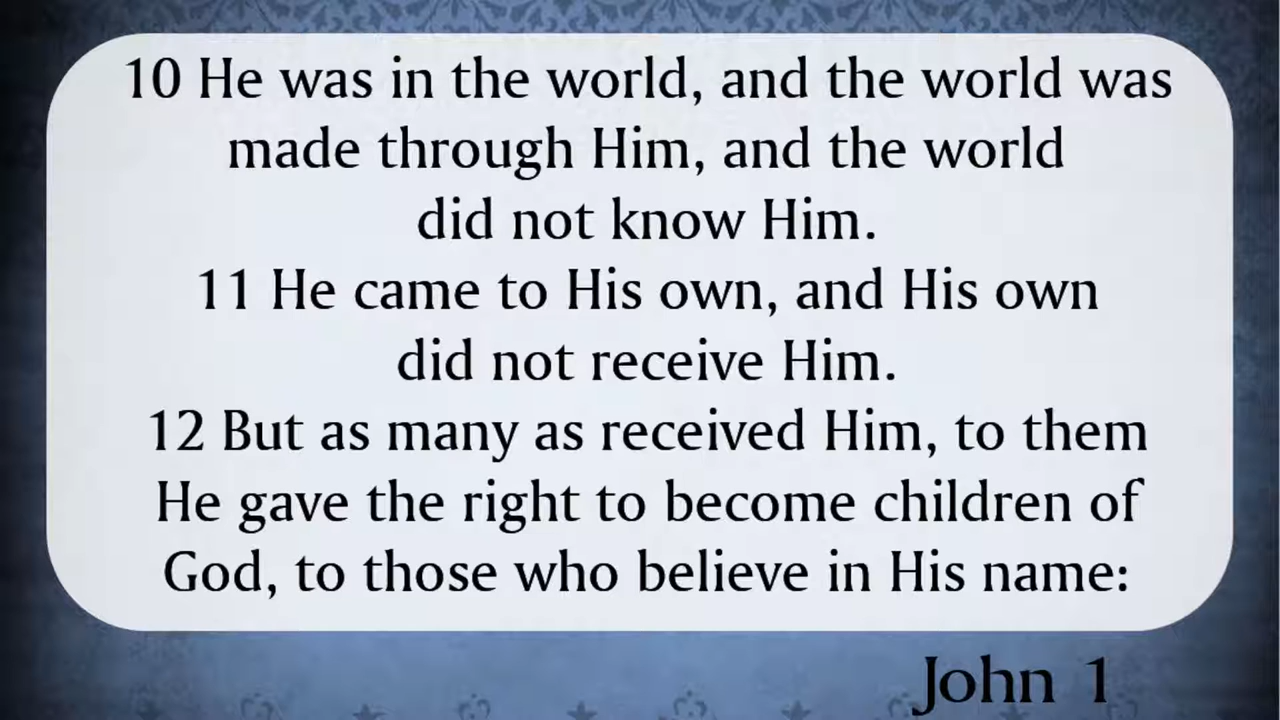 10 He was in the world, and the world was
made through Him, and the world
did not know Him.
11 He came to His own, and His own
did not receive Him.
12 But as many as received Him, to them
He gave the right to become children of
God, to those who believe in His name:
John 1